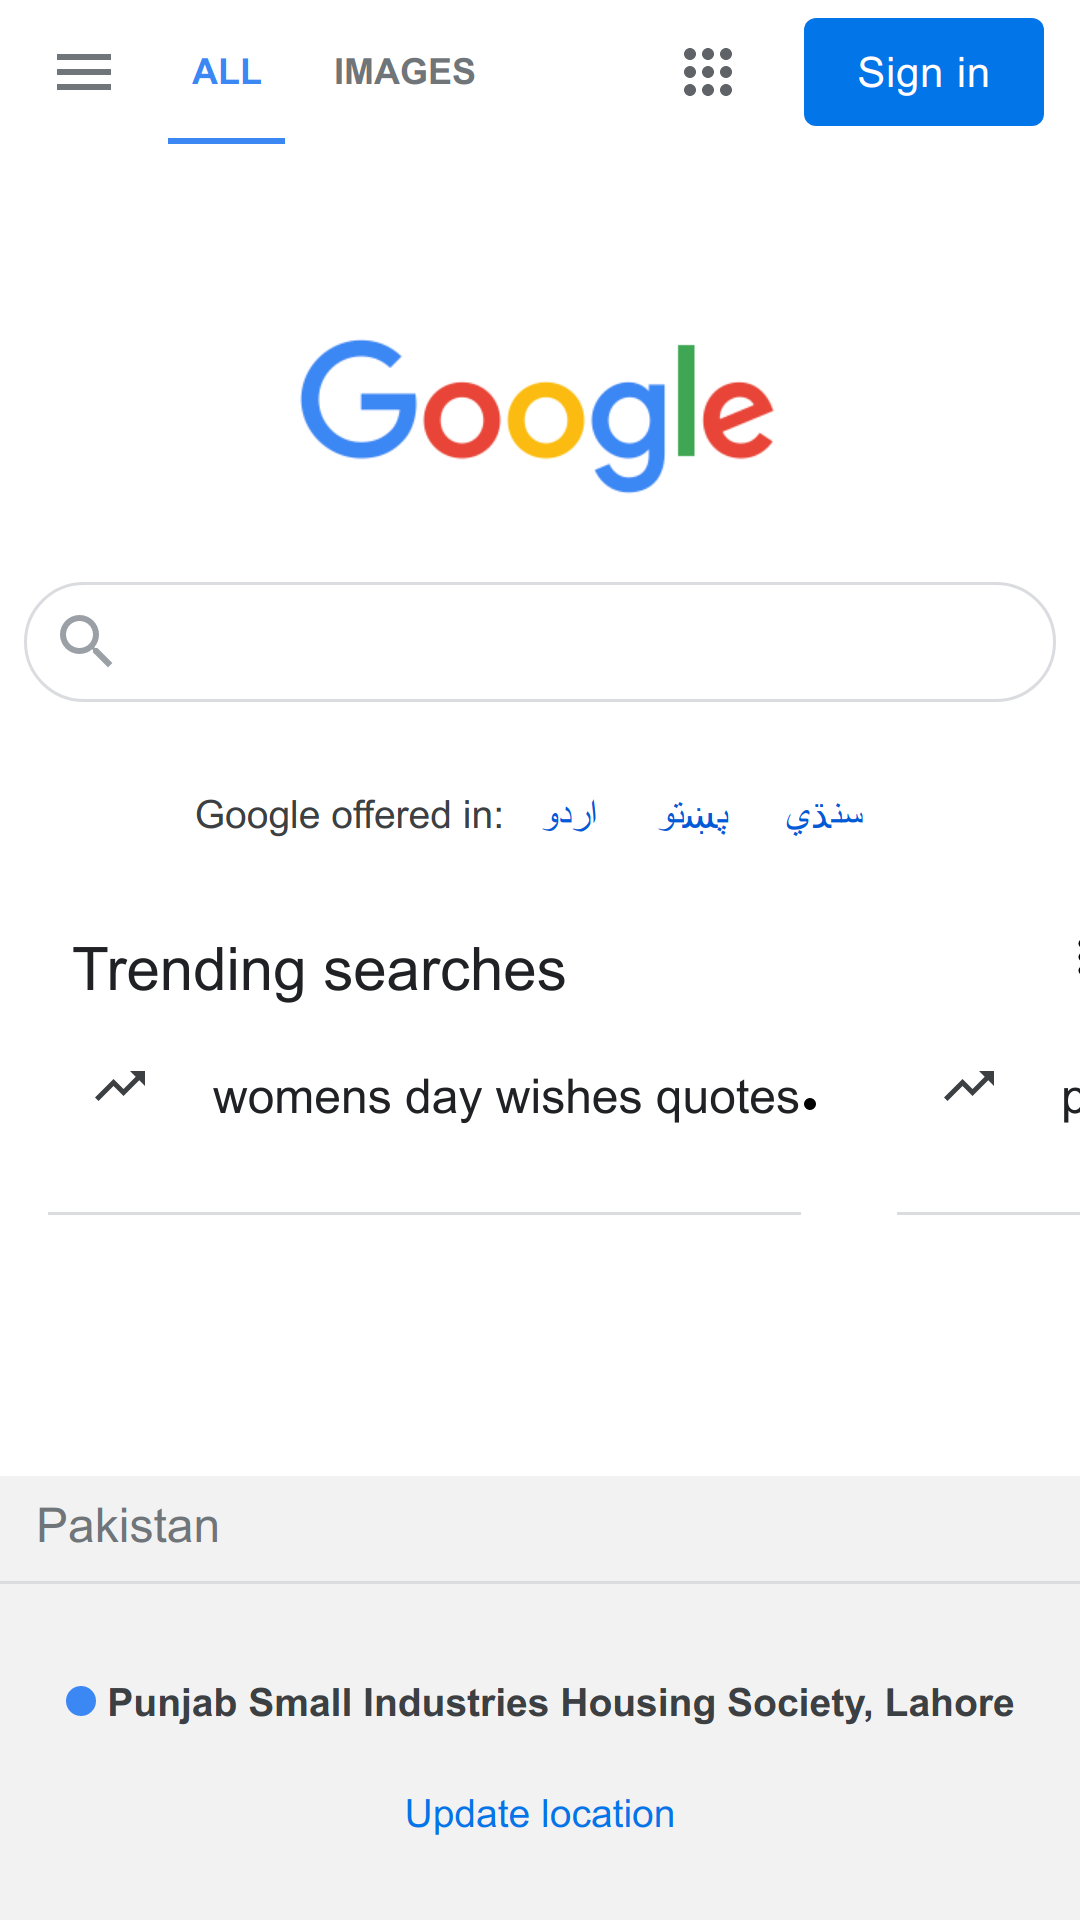 ALL IMAGES Sign in
Google
Google offered in: اردو پښتو سنڌي
Trending searches
womens day wishes quotes
Pakistan
Punjab Small Industries Housing Society, Lahore
Update location